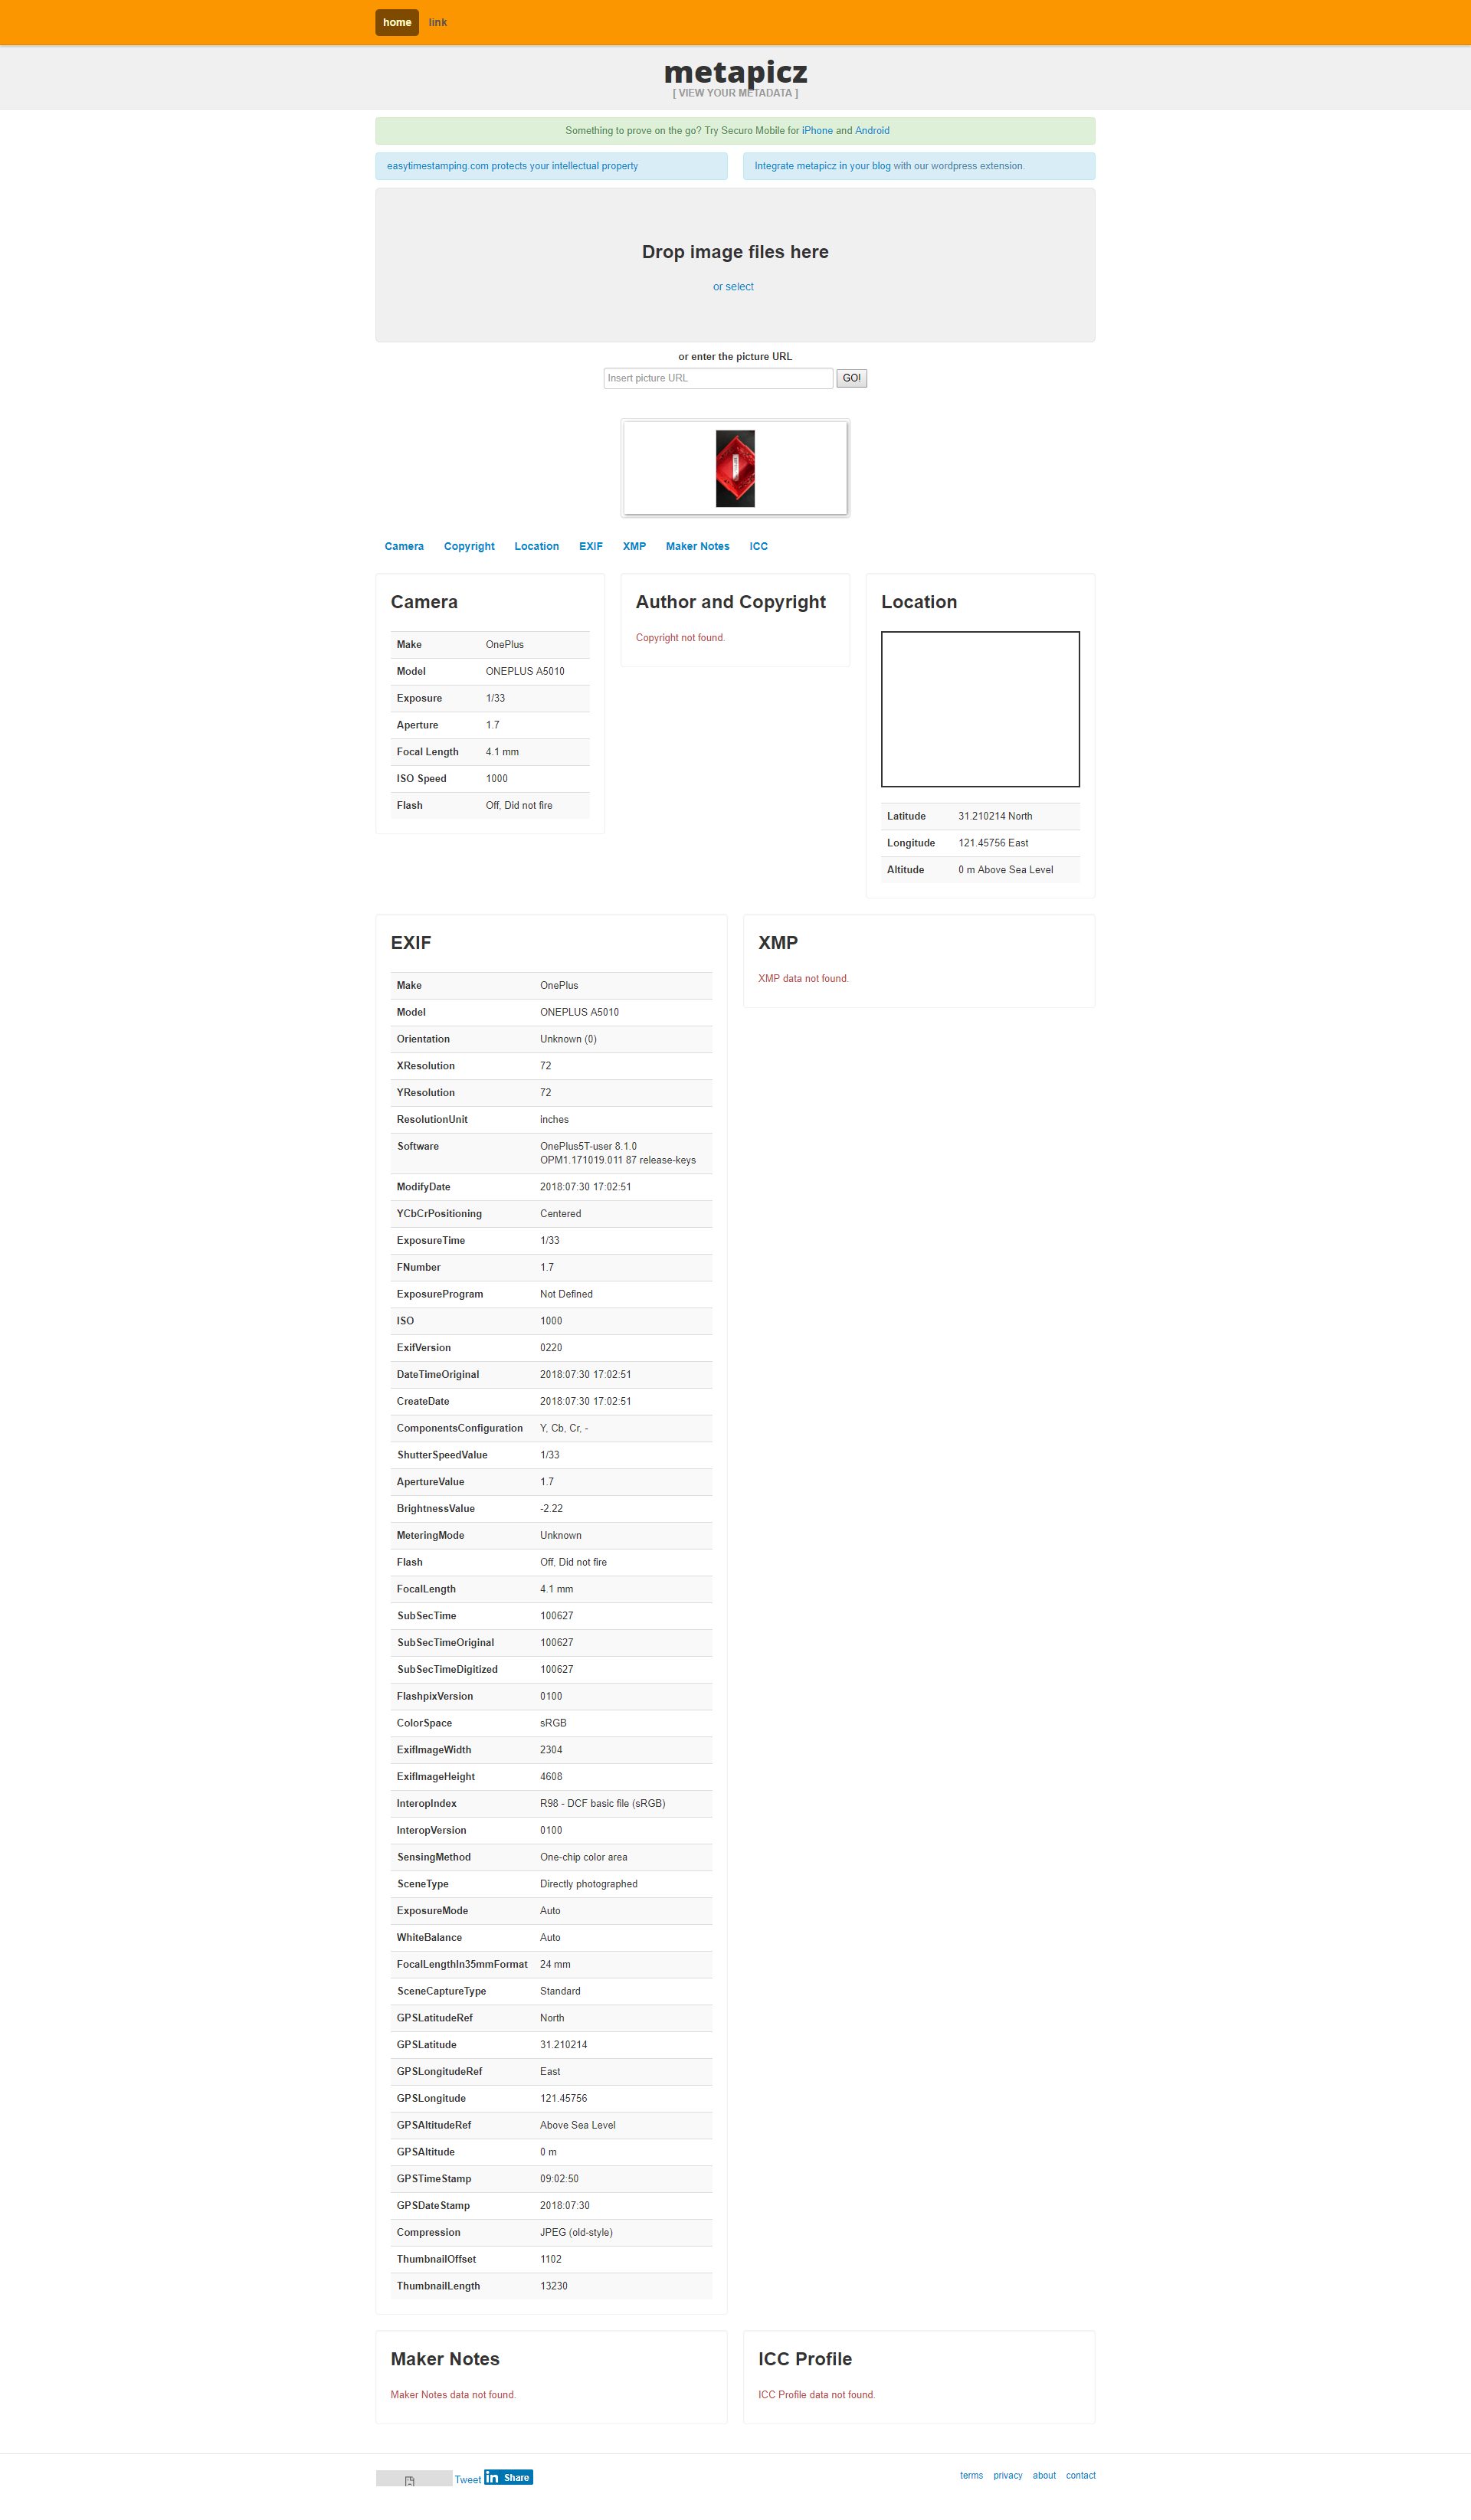 home link
metapicz
[ VIEW YOUR METADATA ]
Something to prove on the go? Try Securo Mobile for iPhone and Android
easytimestamping.com protects your intellectual property
Integrate metapicz in your blog with our wordpress extension.
Drop image files here
or select
or enter the picture URL
Insert picture URL GO!
Camera Copyright Location EXIF XMP Maker Notes ICC
Camera
Make OnePlus
Model ONEPLUS A5010
Exposure 1/33
Aperture 1.7
Focal Length 4.1 mm
ISO Speed 1000
Flash Off, Did not fire
Author and Copyright
Copyright not found.
Location
Latitude 31.210214 North
Longitude 121.45756 East
Altitude 0 m Above Sea Level
EXIF
Make OnePlus
Model ONEPLUS A5010
Orientation Unknown (0)
XResolution 72
YResolution 72
ResolutionUnit inches
Software OnePlus5T-user 8.1.0
OPM1.171019.011 87 release-keys
ModifyDate 2018:07:30 17:02:51
YCbCrPositioning Centered
ExposureTime 1/33
FNumber 1.7
ExposureProgram Not Defined
ISO 1000
ExifVersion 0220
DateTimeOriginal 2018:07:30 17:02:51
CreateDate 2018:07:30 17:02:51
ComponentsConfiguration Y, Cb, Cr, -
ShutterSpeedValue 1/33
ApertureValue 1.7
BrightnessValue -2.22
MeteringMode Unknown
Flash Off, Did not fire
FocalLength 4.1 mm
SubSecTime 100627
SubSecTimeOriginal 100627
SubSecTimeDigitized 100627
FlashpixVersion 0100
ColorSpace sRGB
ExifImageWidth 2304
ExifImageHeight 4608
InteropIndex R98 - DCF basic file (sRGB)
InteropVersion 0100
SensingMethod One-chip color area
SceneType Directly photographed
ExposureMode Auto
WhiteBalance Auto
FocalLengthIn35mmFormat 24 mm
SceneCaptureType Standard
GPSLatitudeRef North
GPSLatitude 31.210214
GPSLongitudeRef East
GPSLongitude 121.45756
GPSAltitudeRef Above Sea Level
GPSAltitude 0 m
GPSTimeStamp 09:02:50
GPSDateStamp 2018:07:30
Compression JPEG (old-style)
ThumbnailOffset 1102
ThumbnailLength 13230
XMP
XMP data not found.
Maker Notes
Maker Notes data not found.
ICC Profile
ICC Profile data not found.
Tweet in Share
terms privacy about contact